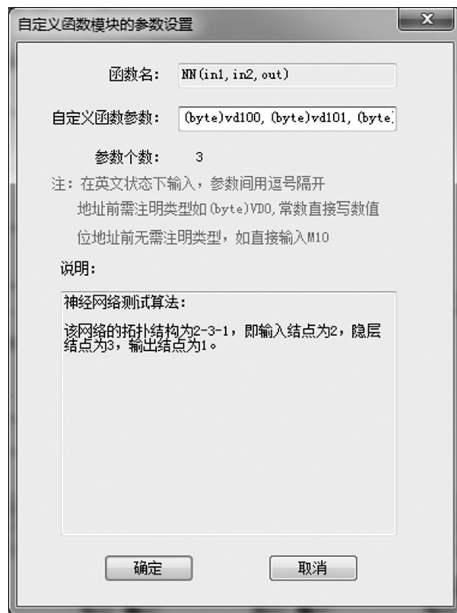 自定义函数模块的参数设置
函数名： NN(in1,in2,out)
自定义函数参数： (byte)vd100,(byte)vd101,(byte
参数个数： 3
注：在英文状态下输入，参数间用逗号隔开
地址前需注明类型如(byte)VD0,常数直接写数值
位地址前无需注明类型，如直接输入M10
说明：
神经网络测试算法：
该网络的拓扑结构为2-3-1，即输入结点为2，隐层
结点为3，输出结点为1。
确定 取消